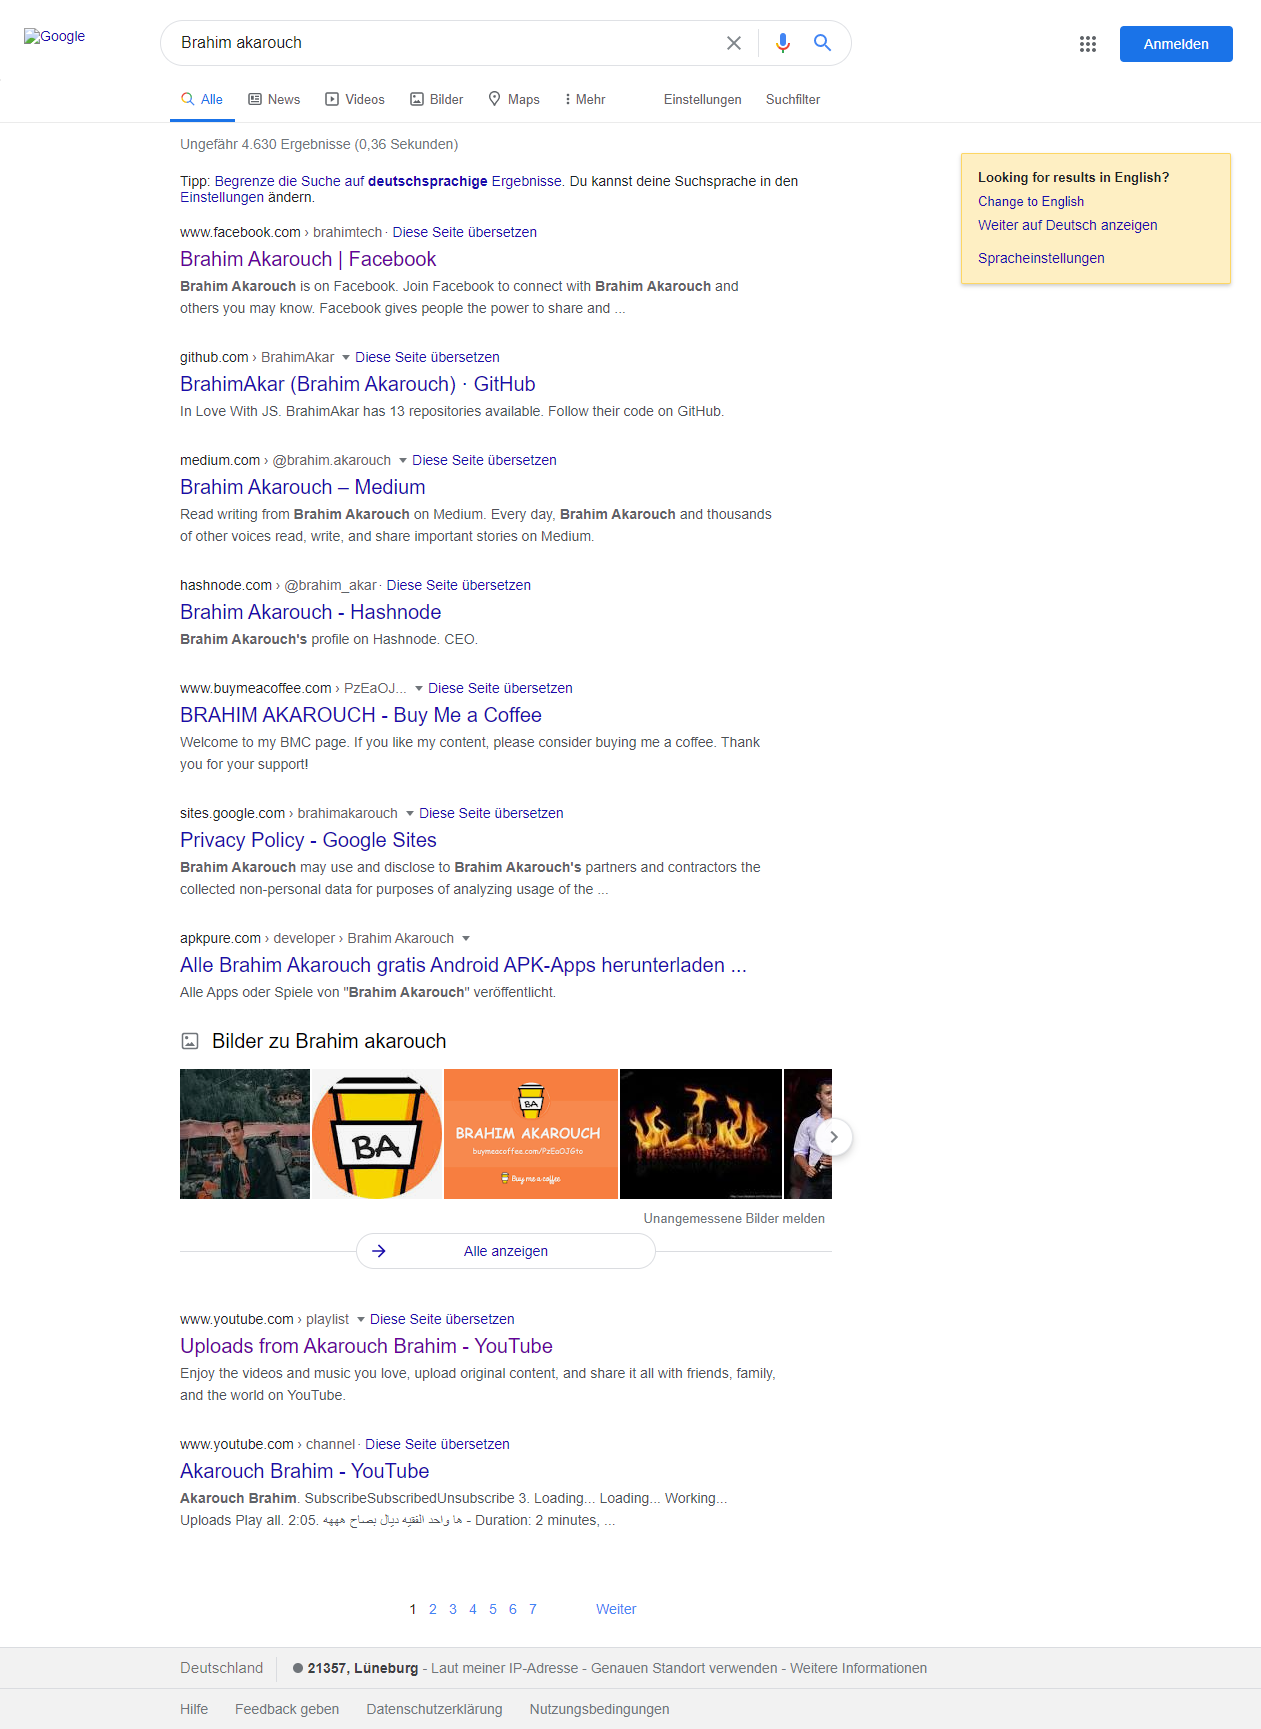 Google
Brahim akarouch
Anmelden
Alle News Videos Bilder Maps Mehr Einstellungen Suchfilter
Ungefähr 4.630 Ergebnisse (0,36 Sekunden)
Tipp: Begrenze die Suche auf deutschsprachige Ergebnisse. Du kannst deine Suchsprache in den
Einstellungen ändern.
Looking for results in English?
Change to English
Weiter auf Deutsch anzeigen
Spracheinstellungen
www.facebook.com › brahimtech · Diese Seite übersetzen
Brahim Akarouch | Facebook
Brahim Akarouch is on Facebook. Join Facebook to connect with Brahim Akarouch and
others you may know. Facebook gives people the power to share and ...
github.com › BrahimAkar Diese Seite übersetzen
BrahimAkar (Brahim Akarouch) · GitHub
In Love With JS. BrahimAkar has 13 repositories available. Follow their code on GitHub.
medium.com › @brahim.akarouch Diese Seite übersetzen
Brahim Akarouch – Medium
Read writing from Brahim Akarouch on Medium. Every day, Brahim Akarouch and thousands
of other voices read, write, and share important stories on Medium.
hashnode.com › @brahim_akar · Diese Seite übersetzen
Brahim Akarouch - Hashnode
Brahim Akarouch's profile on Hashnode. CEO.
www.buymeacoffee.com › PzEaOJ... Diese Seite übersetzen
BRAHIM AKAROUCH - Buy Me a Coffee
Welcome to my BMC page. If you like my content, please consider buying me a coffee. Thank
you for your support!
sites.google.com › brahimakarouch Diese Seite übersetzen
Privacy Policy - Google Sites
Brahim Akarouch may use and disclose to Brahim Akarouch's partners and contractors the
collected non-personal data for purposes of analyzing usage of the ...
apkpure.com › developer › Brahim Akarouch
Alle Brahim Akarouch gratis Android APK-Apps herunterladen ...
Alle Apps oder Spiele von "Brahim Akarouch" veröffentlicht.
Bilder zu Brahim akarouch
BA
BA
BRAHIM AKAROUCH
buymeacoffee.com/PzEaOJGto
Buy me a coffee
Unangemessene Bilder melden
Alle anzeigen
www.youtube.com › playlist Diese Seite übersetzen
Uploads from Akarouch Brahim - YouTube
Enjoy the videos and music you love, upload original content, and share it all with friends, family,
and the world on YouTube.
www.youtube.com › channel · Diese Seite übersetzen
Akarouch Brahim - YouTube
Akarouch Brahim. SubscribeSubscribedUnsubscribe 3. Loading... Loading... Working...
Uploads Play all. 2:05. ها واحد الفقيه ديال بصاح هههه - Duration: 2 minutes, ...
1 2 3 4 5 6 7 Weiter
Deutschland 21357, Lüneburg - Laut meiner IP-Adresse - Genauen Standort verwenden - Weitere Informationen
Hilfe Feedback geben Datenschutzerklärung Nutzungsbedingungen